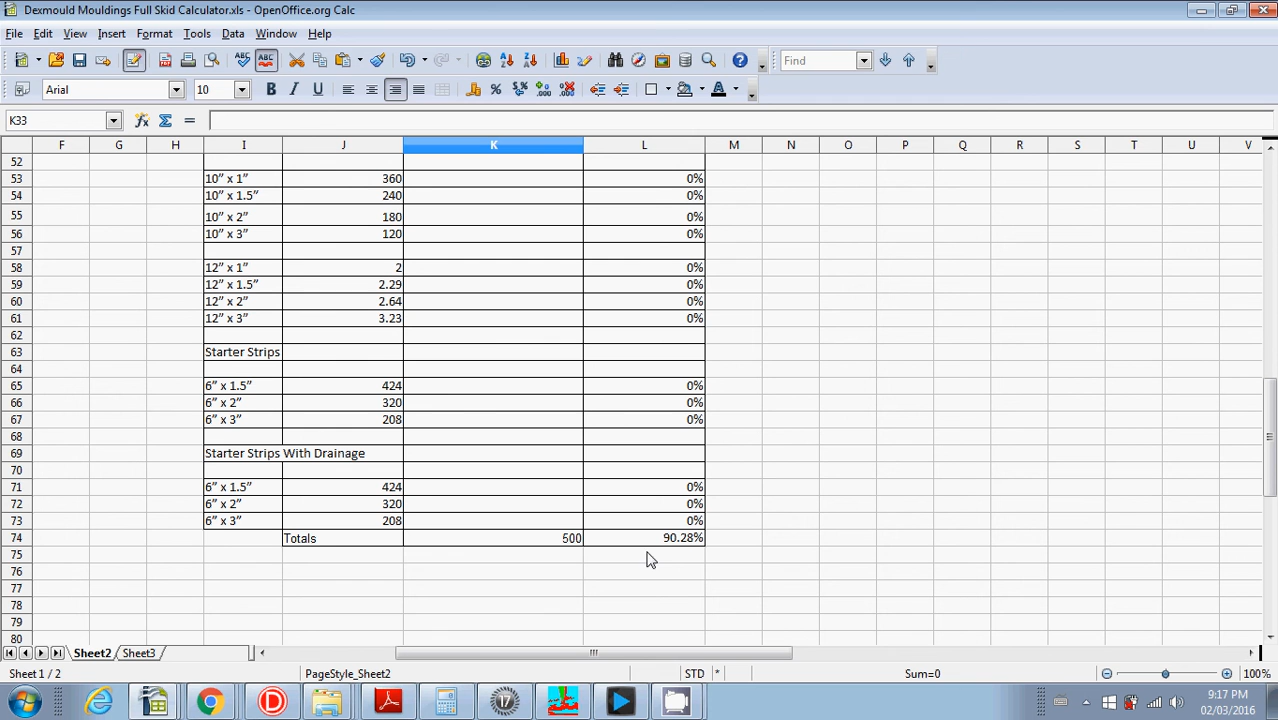 Dexmould Mouldings Full Skid Calculator.xls - OpenOffice.org Calc
File Edit View Insert Format Tools Data Window Help
Find
Arial 10
K33
F G H I J K L M N O P Q R S T U V
52
53 10” x 1” 360 0%
54 10” x 1.5” 240 0%
55 10” x 2” 180 0%
56 10” x 3” 120 0%
57
58 12” x 1” 2 0%
59 12” x 1.5” 2.29 0%
60 12” x 2” 2.64 0%
61 12” x 3” 3.23 0%
62
63 Starter Strips
64
65 6” x 1.5” 424 0%
66 6” x 2” 320 0%
67 6” x 3” 208 0%
68
69 Starter Strips With Drainage
70
71 6” x 1.5” 424 0%
72 6” x 2” 320 0%
73 6” x 3” 208 0%
74 Totals 500 90.28%
75
76
77
78
79
80
Sheet2 Sheet3
Sheet 1 / 2 PageStyle_Sheet2 STD * Sum=0 100%
9:17 PM
02/03/2016